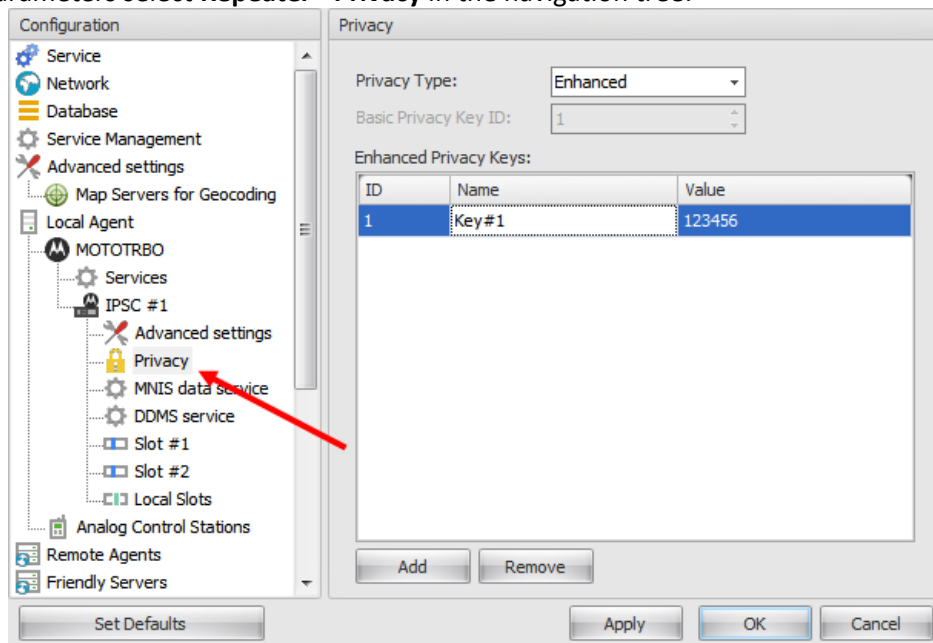 Configuration
Service
Network
Database
Service Management
Advanced settings
Map Servers for Geocoding
Local Agent
MOTOTRBO
Services
IPSC #1
Advanced settings
Privacy
MNIS data service
DDMS service
Slot #1
Slot #2
Local Slots
Analog Control Stations
Remote Agents
Friendly Servers
Set Defaults
Privacy
Privacy Type: Enhanced
Basic Privacy Key ID: 1
Enhanced Privacy Keys:
ID Name Value
1 Key#1 123456
Add Remove
Apply OK Cancel